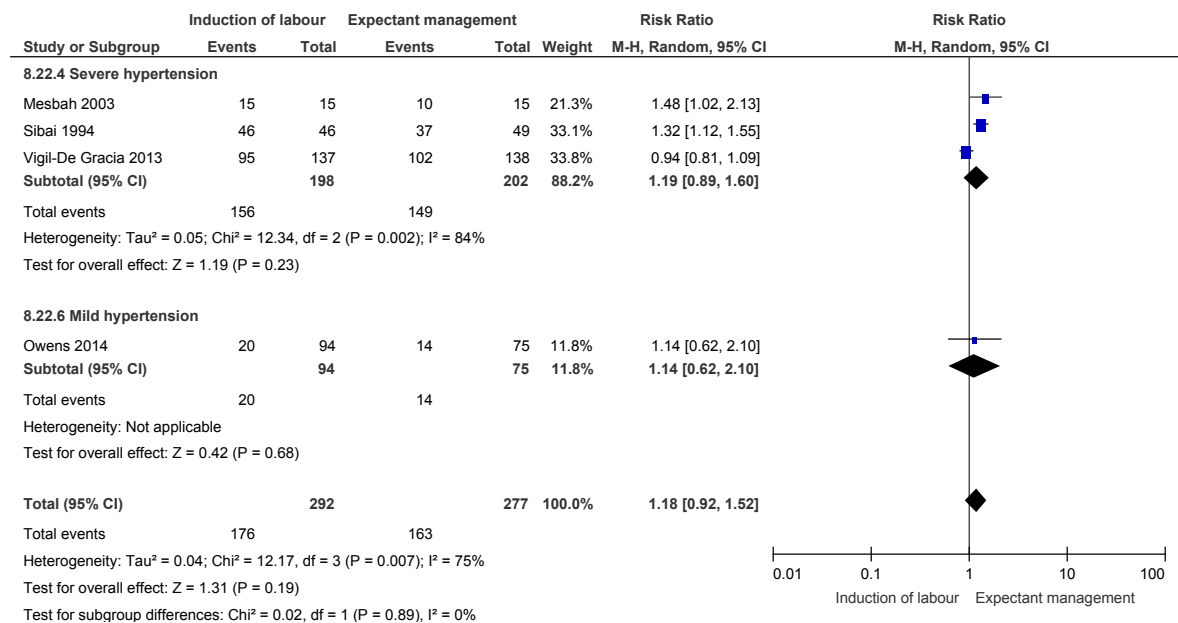 Induction of labour Expectant management Risk Ratio Risk Ratio
Study or Subgroup Events Total Events Total Weight M-H, Random, 95% CI M-H, Random, 95% CI
8.22.4 Severe hypertension
Mesbah 2003 15 15 10 15 21.3% 1.48 [1.02, 2.13]
Sibai 1994 46 46 37 49 33.1% 1.32 [1.12, 1.55]
Vigil-De Gracia 2013 95 137 102 138 33.8% 0.94 [0.81, 1.09]
Subtotal (95% CI) 198 202 88.2% 1.19 [0.89, 1.60]
Total events 156 149
Heterogeneity: Tau² = 0.05; Chi² = 12.34, df = 2 (P = 0.002); I² = 84%
Test for overall effect: Z = 1.19 (P = 0.23)
8.22.6 Mild hypertension
Owens 2014 20 94 14 75 11.8% 1.14 [0.62, 2.10]
Subtotal (95% CI) 94 75 11.8% 1.14 [0.62, 2.10]
Total events 20 14
Heterogeneity: Not applicable
Test for overall effect: Z = 0.42 (P = 0.68)
Total (95% CI) 292 277 100.0% 1.18 [0.92, 1.52]
Total events 176 163
Heterogeneity: Tau² = 0.04; Chi² = 12.17, df = 3 (P = 0.007); I² = 75%
Test for overall effect: Z = 1.31 (P = 0.19)
Test for subgroup differences: Chi² = 0.02, df = 1 (P = 0.89), I² = 0%
0.01 0.1 1 10 100
Induction of labour Expectant management